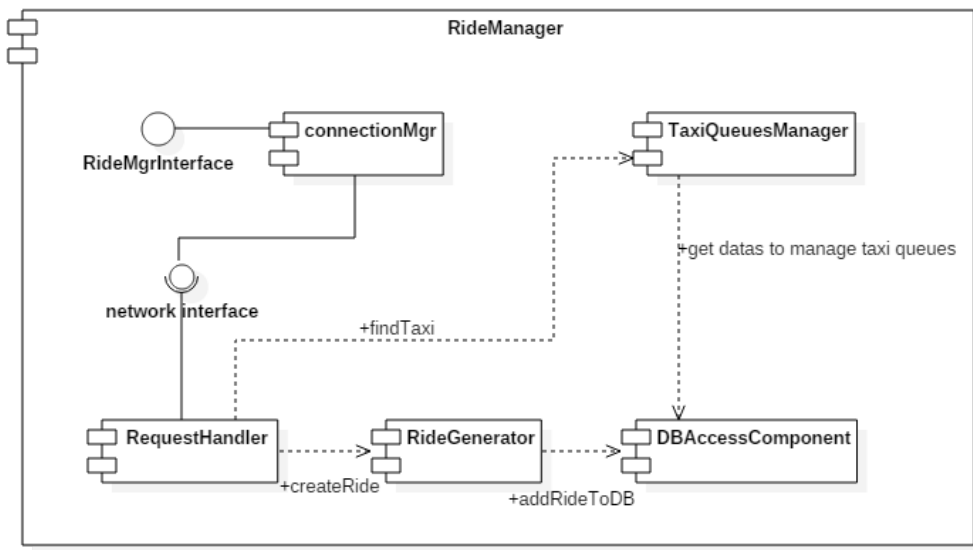 RideManager
connectionMgr
TaxiQueuesManager
RideMgrInterface
+get datas to manage taxi queues
network interface
+findTaxi
RequestHandler
RideGenerator
DBAccessComponent
+createRide
+addRideToDB